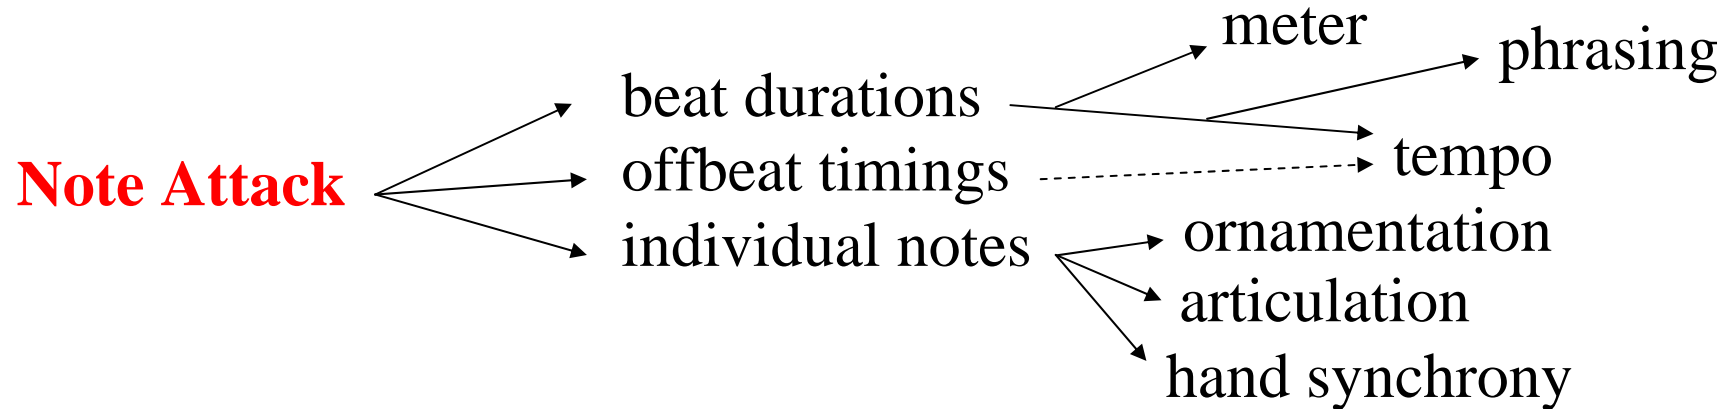 meter
phrasing
beat durations
tempo
offbeat timings
Note Attack
individual notes
ornamentation
articulation
hand synchrony